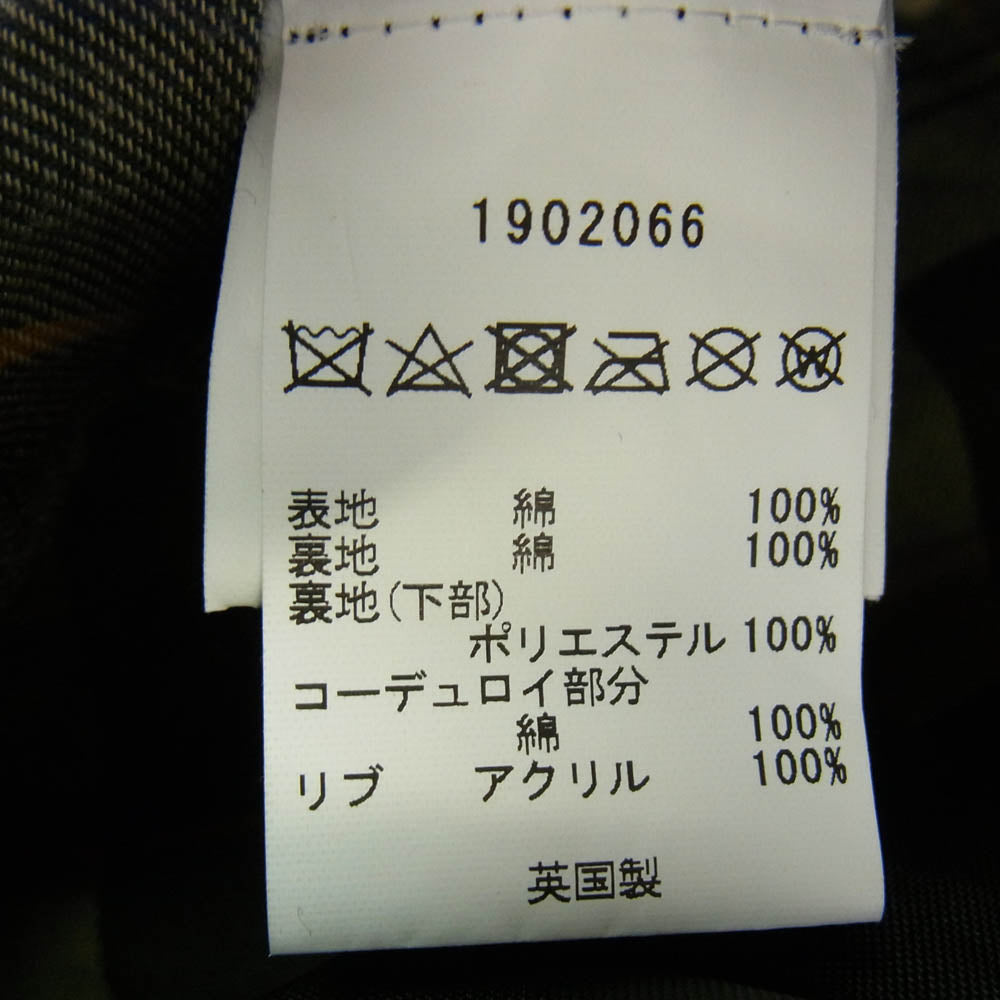 1902066
表地 綿 100%
裏地 綿 100%
裏地(下部)
ポリエステル 100%
コーデュロイ部分
綿 100%
リブ アクリル 100%
英国製